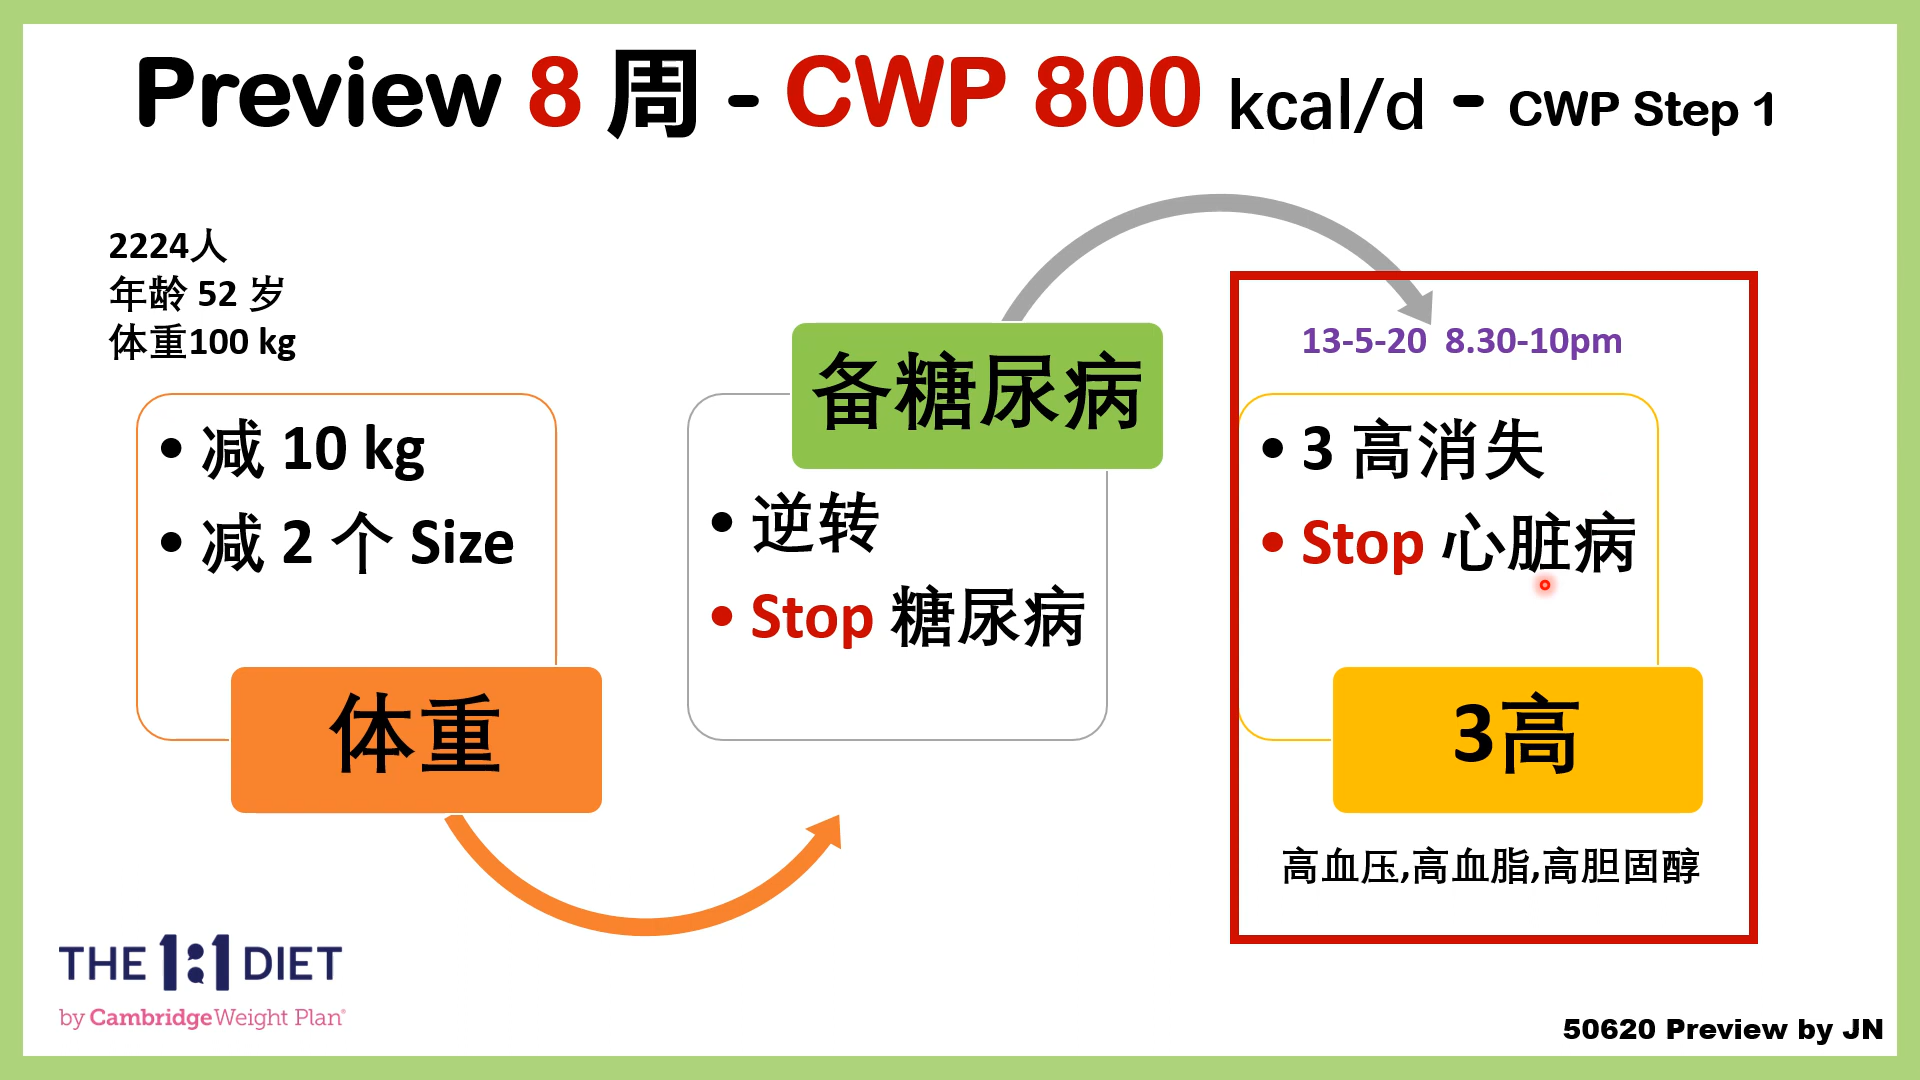 Preview 8 周 - CWP 800 kcal/d - CWP Step 1
2224人
年龄 52 岁
体重100 kg
• 减 10 kg
• 减 2 个 Size
体重
备糖尿病
• 逆转
• Stop 糖尿病
13-5-20 8.30-10pm
• 3 高消失
• Stop 心脏病
3高
高血压,高血脂,高胆固醇
THE 1:1 DIET
by CambridgeWeight Plan®
50620 Preview by JN